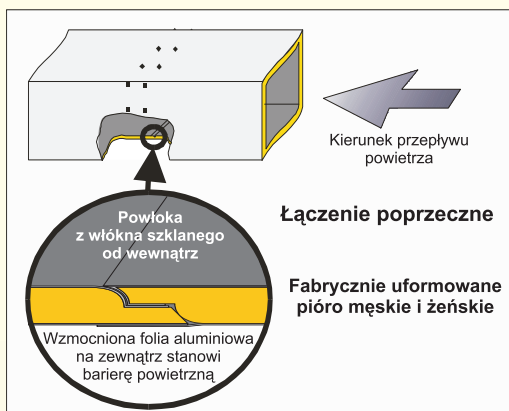 Kierunek przepływu
powietrza
Powłoka
z włókna szklanego
od wewnątrz
Łączenie poprzeczne
Fabrycznie uformowane
pióro męskie i żeńskie
Wzmocniona folia aluminiowa
na zewnątrz stanowi
barierę powietrzną